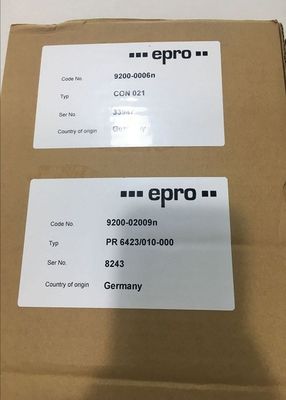 epro
Code No. 9200-0006n
Typ CON 021
Ser No
Country of origin Germany
epro
Code No. 9200-02009n
Typ PR 6423/010-000
Ser No. 8243
Country of origin Germany